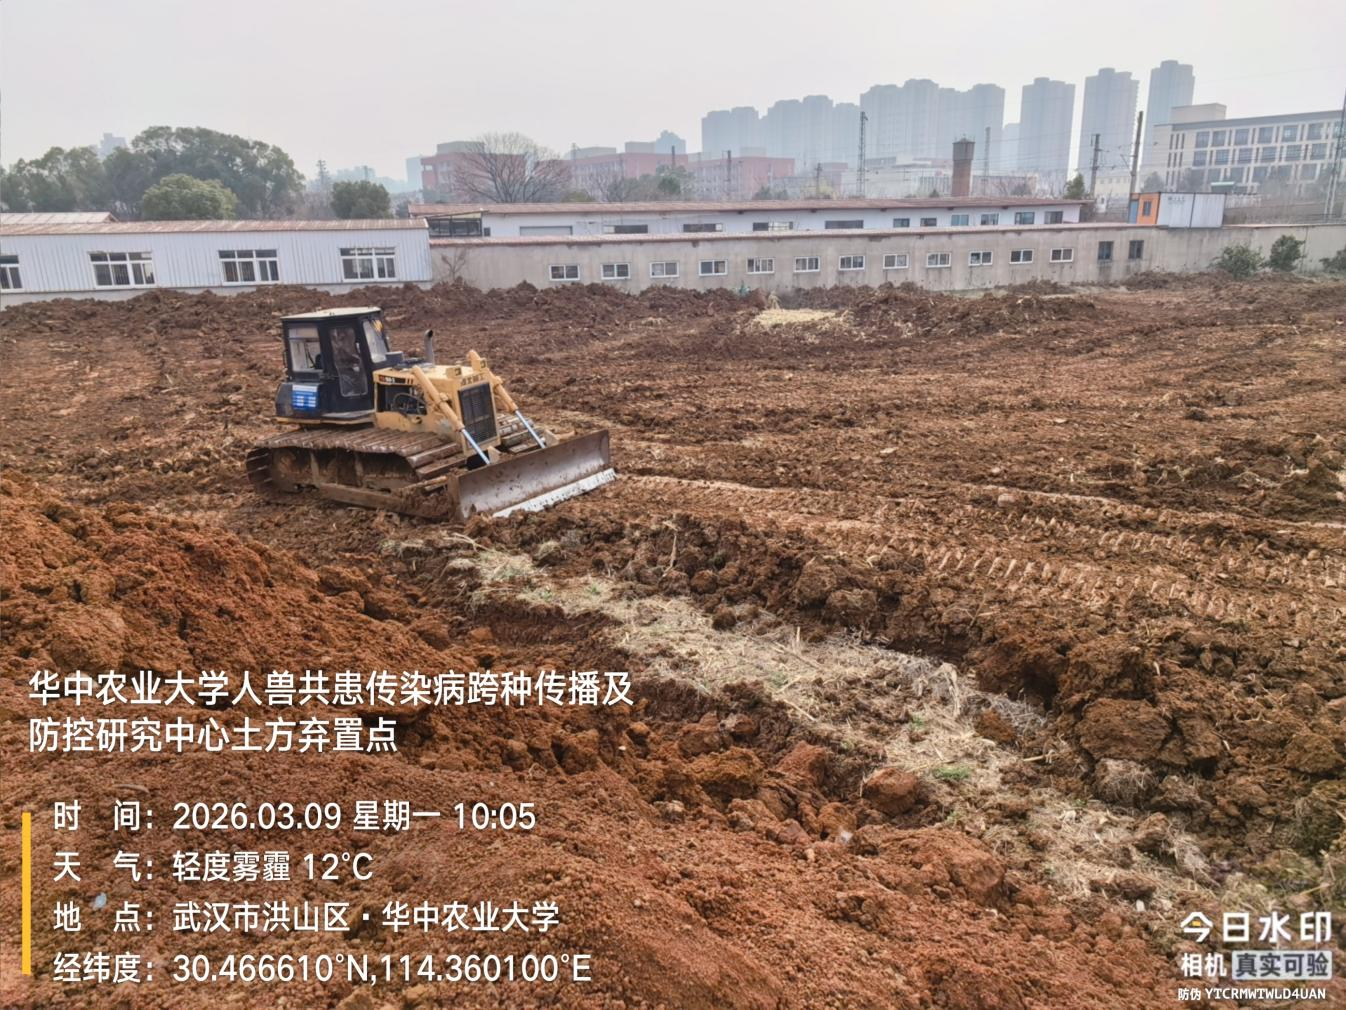 华中农业大学人兽共患传染病跨种传播及
防控研究中心土方弃置点
时 间：2026.03.09 星期一 10:05
天 气：轻度雾霾 12°C
地 点：武汉市洪山区·华中农业大学
经纬度：30.466610°N,114.360100°E
今日水印
相机 真实可验
防伪 YTCRMWTWLD4UAN